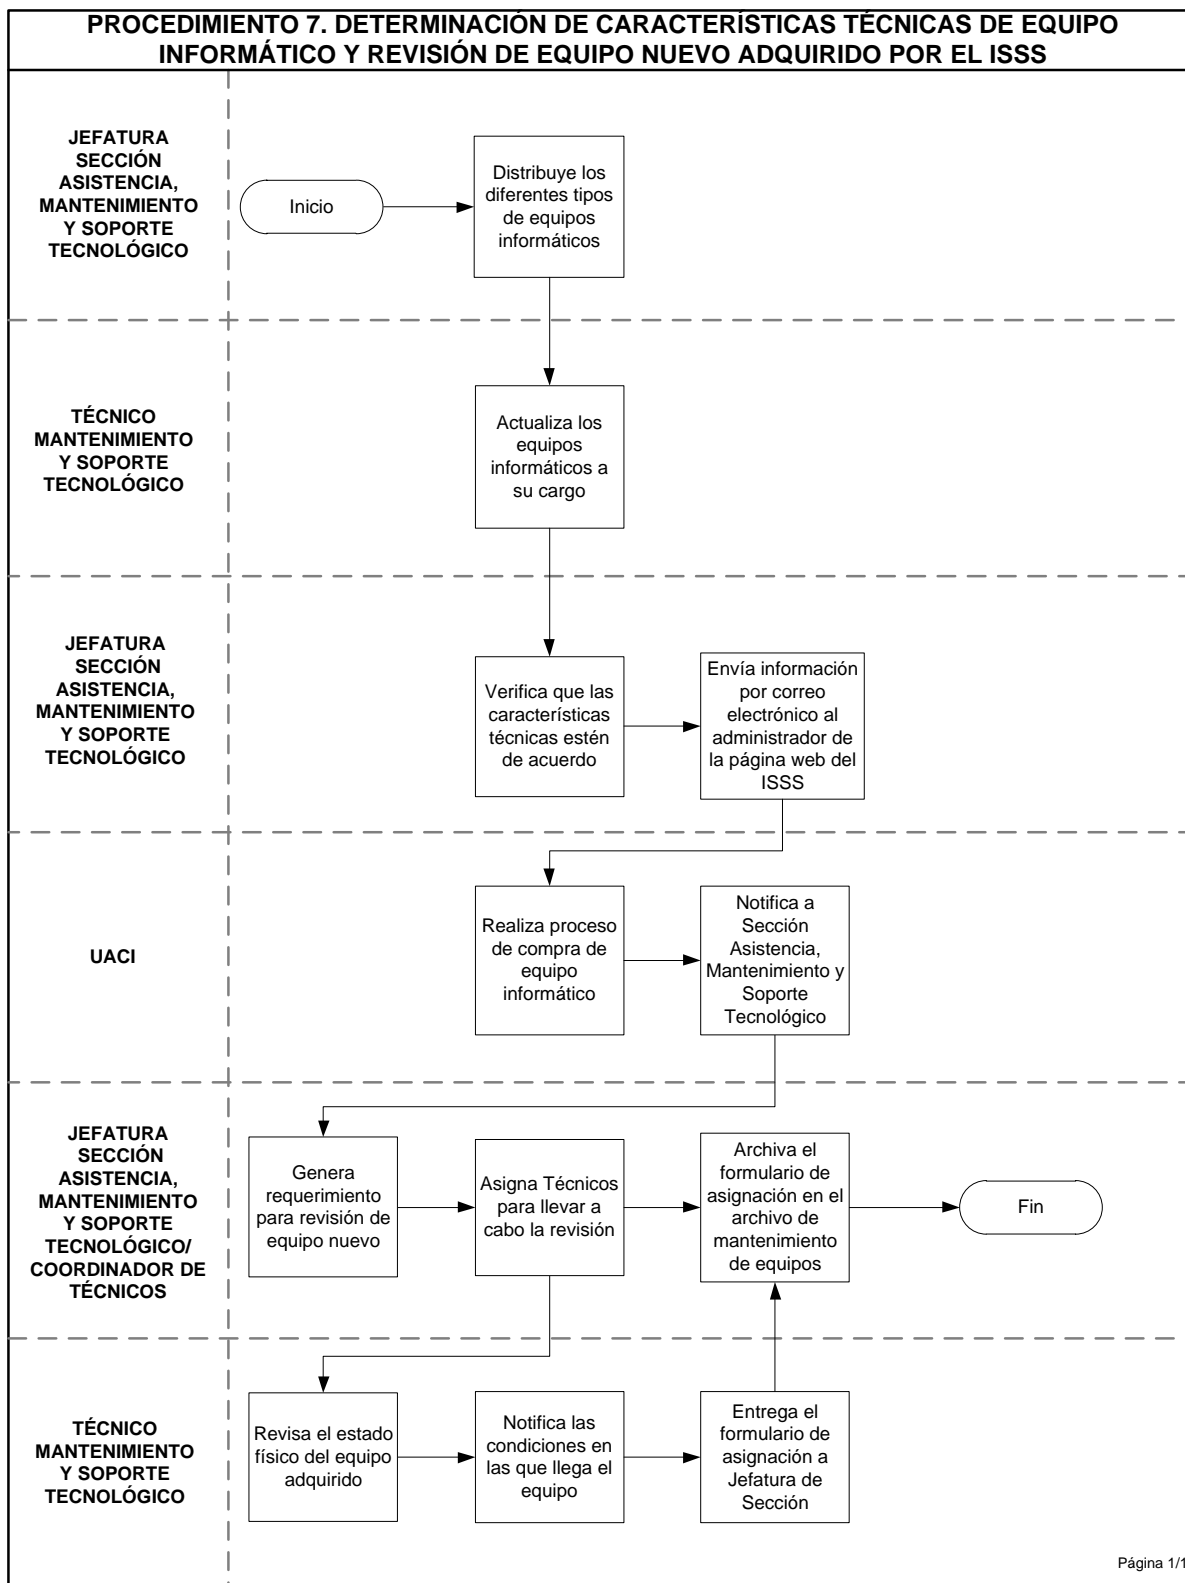 PROCEDIMIENTO 7. DETERMINACIÓN DE CARACTERÍSTICAS TÉCNICAS DE EQUIPO
INFORMÁTICO Y REVISIÓN DE EQUIPO NUEVO ADQUIRIDO POR EL ISSS
JEFATURA
SECCIÓN
ASISTENCIA,
MANTENIMIENTO
Y SOPORTE
TECNOLÓGICO
Inicio
Distribuye los
diferentes tipos
de equipos
informáticos
TÉCNICO
MANTENIMIENTO
Y SOPORTE
TECNOLÓGICO
Actualiza los
equipos
informáticos a
su cargo
JEFATURA
SECCIÓN
ASISTENCIA,
MANTENIMIENTO
Y SOPORTE
TECNOLÓGICO
Verifica que las
características
técnicas estén
de acuerdo
Envía información
por correo
electrónico al
administrador de
la página web del
ISSS
UACI
Realiza proceso
de compra de
equipo
informático
Notifica a
Sección
Asistencia,
Mantenimiento y
Soporte
Tecnológico
JEFATURA
SECCIÓN
ASISTENCIA,
MANTENIMIENTO
Y SOPORTE
TECNOLÓGICO/
COORDINADOR DE
TÉCNICOS
Genera
requerimiento
para revisión de
equipo nuevo
Asigna Técnicos
para llevar a
cabo la revisión
Archiva el
formulario de
asignación en el
archivo de
mantenimiento
de equipos
Fin
TÉCNICO
MANTENIMIENTO
Y SOPORTE
TECNOLÓGICO
Revisa el estado
físico del equipo
adquirido
Notifica las
condiciones en
las que llega el
equipo
Entrega el
formulario de
asignación a
Jefatura de
Sección
Página 1/1